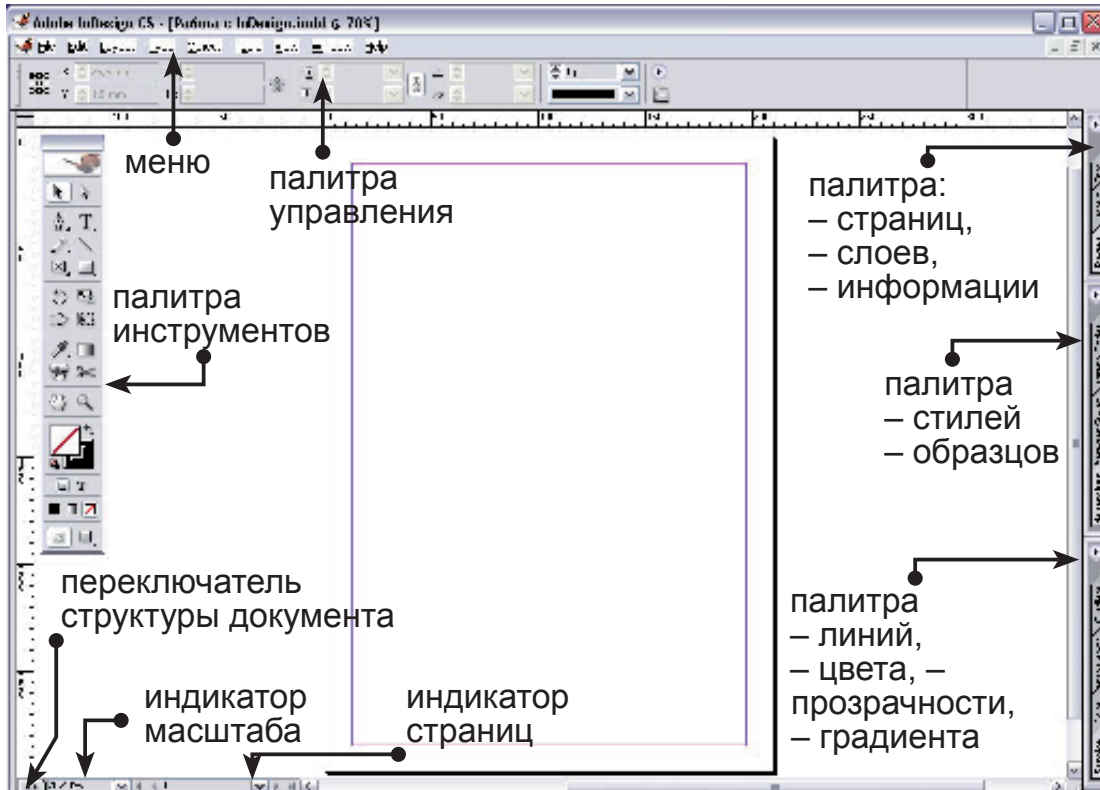 Adobe InDesign CS - [Работа с InDesign.indd @ 70%]
Help
меню
палитра
управления
палитра:
– страниц,
– слоев,
– информации
палитра
инструментов
палитра
– стилей
– образцов
переключатель
структуры документа
палитра
– линий,
– цвета, –
прозрачности,
– градиента
индикатор
масштаба
индикатор
страниц